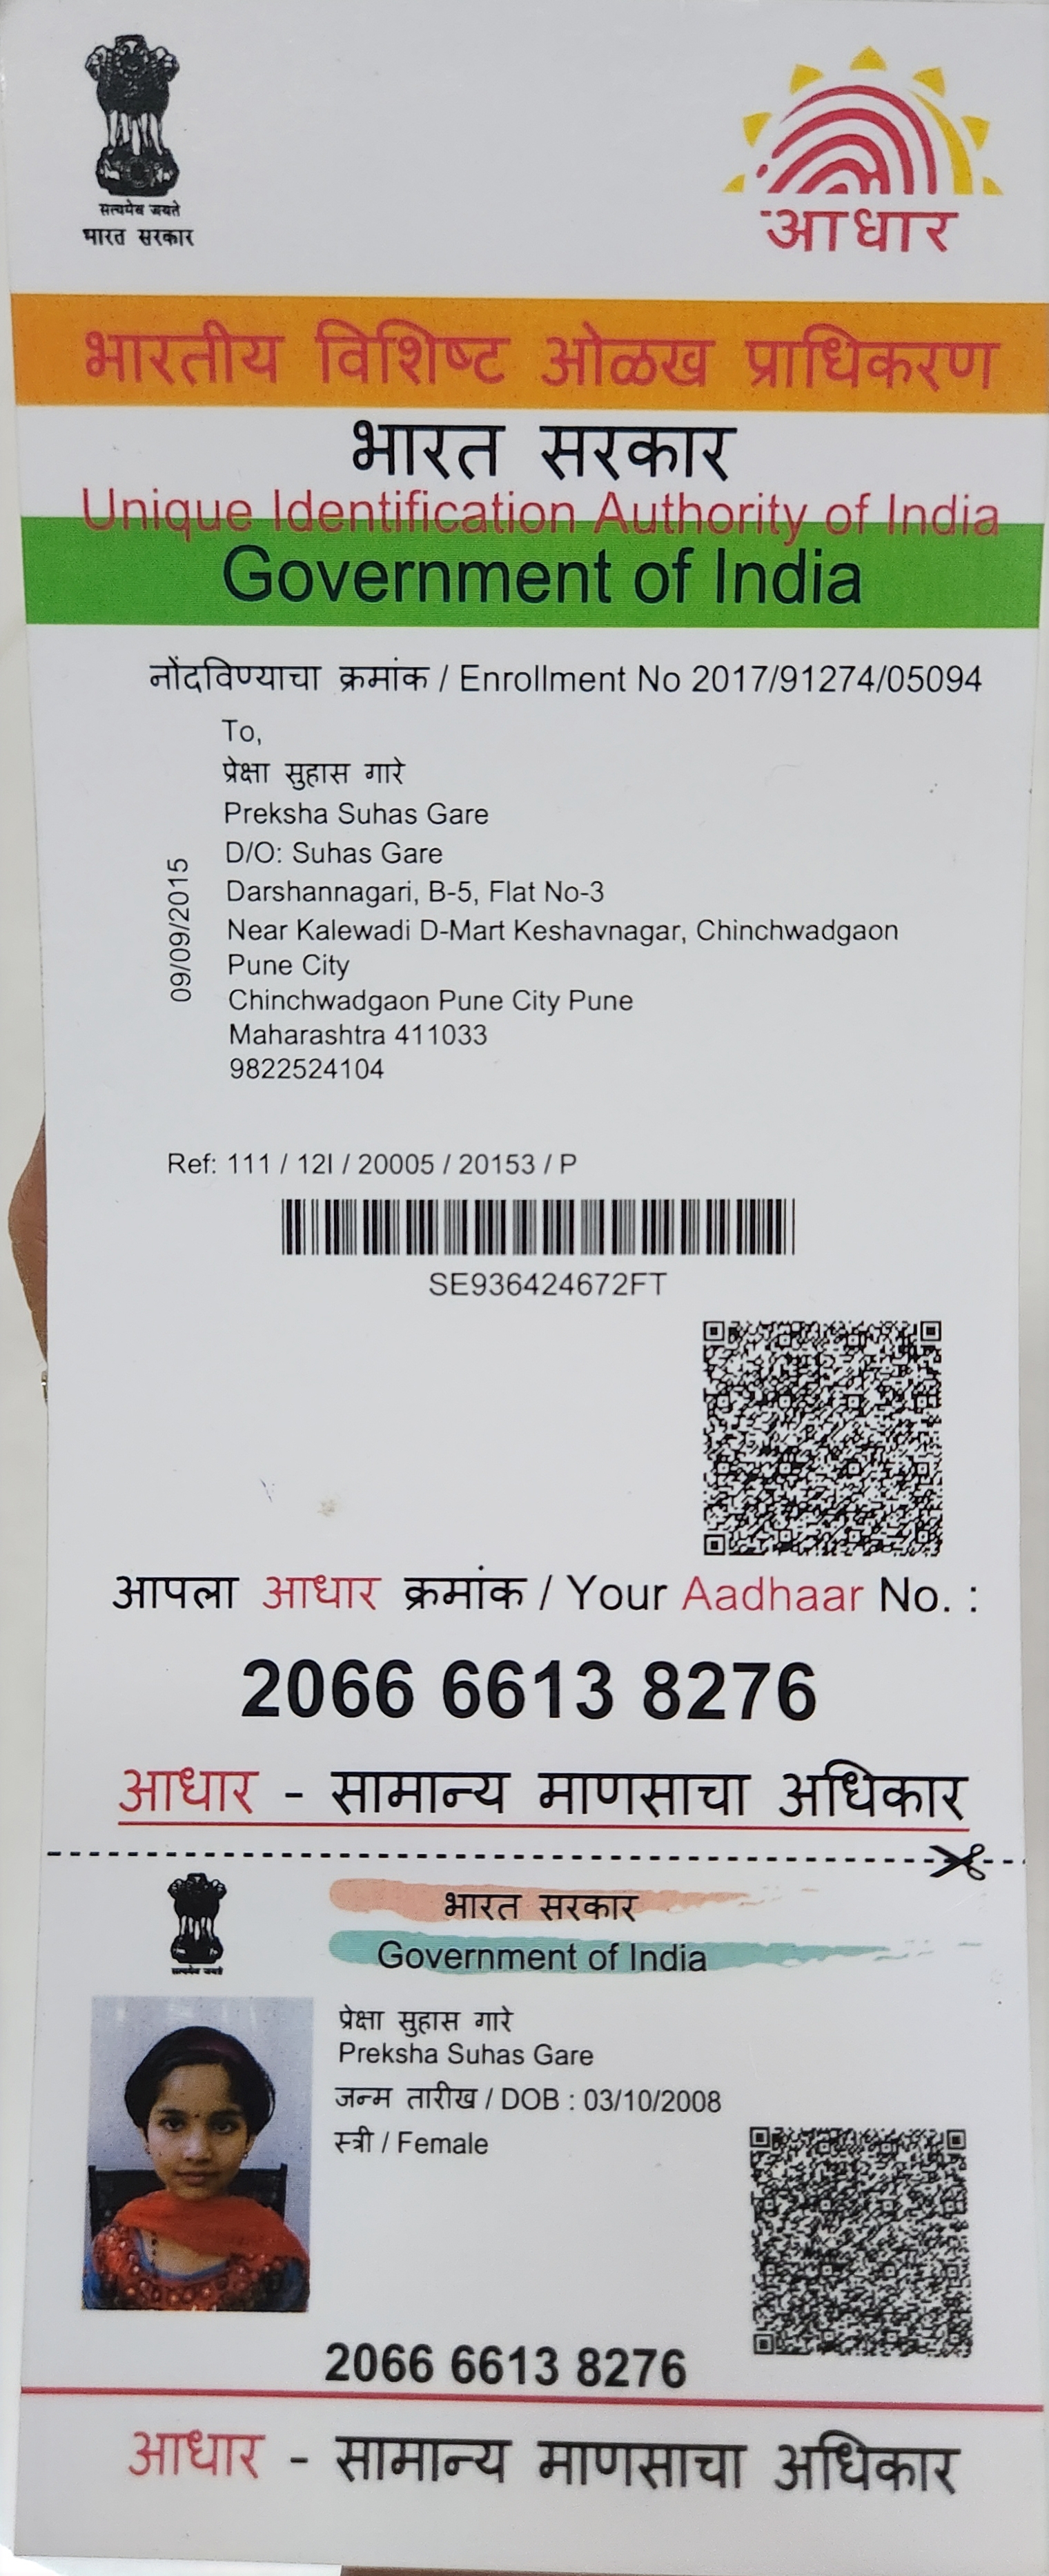 सत्यमेव जयते
भारत सरकार
आधार
भारतीय विशिष्ट ओळख प्राधिकरण
भारत सरकार
Unique Identification Authority of India
Government of India
नोंदविण्याचा क्रमांक / Enrollment No 2017/91274/05094
To,
प्रेक्षा सुहास गारे
Preksha Suhas Gare
D/O: Suhas Gare
Darshannagari, B-5, Flat No-3
Near Kalewadi D-Mart Keshavnagar, Chinchwadgaon
Pune City
Chinchwadgaon Pune City Pune
Maharashtra 411033
9822524104
09/09/2015
Ref: 111 / 12I / 20005 / 20153 / P
SE936424672FT
आपला आधार क्रमांक / Your Aadhaar No. :
2066 6613 8276
आधार - सामान्य माणसाचा अधिकार
सत्यमेव जयते
भारत सरकार
Government of India
प्रेक्षा सुहास गारे
Preksha Suhas Gare
जन्म तारीख / DOB : 03/10/2008
स्त्री / Female
2066 6613 8276
आधार - सामान्य माणसाचा अधिकार